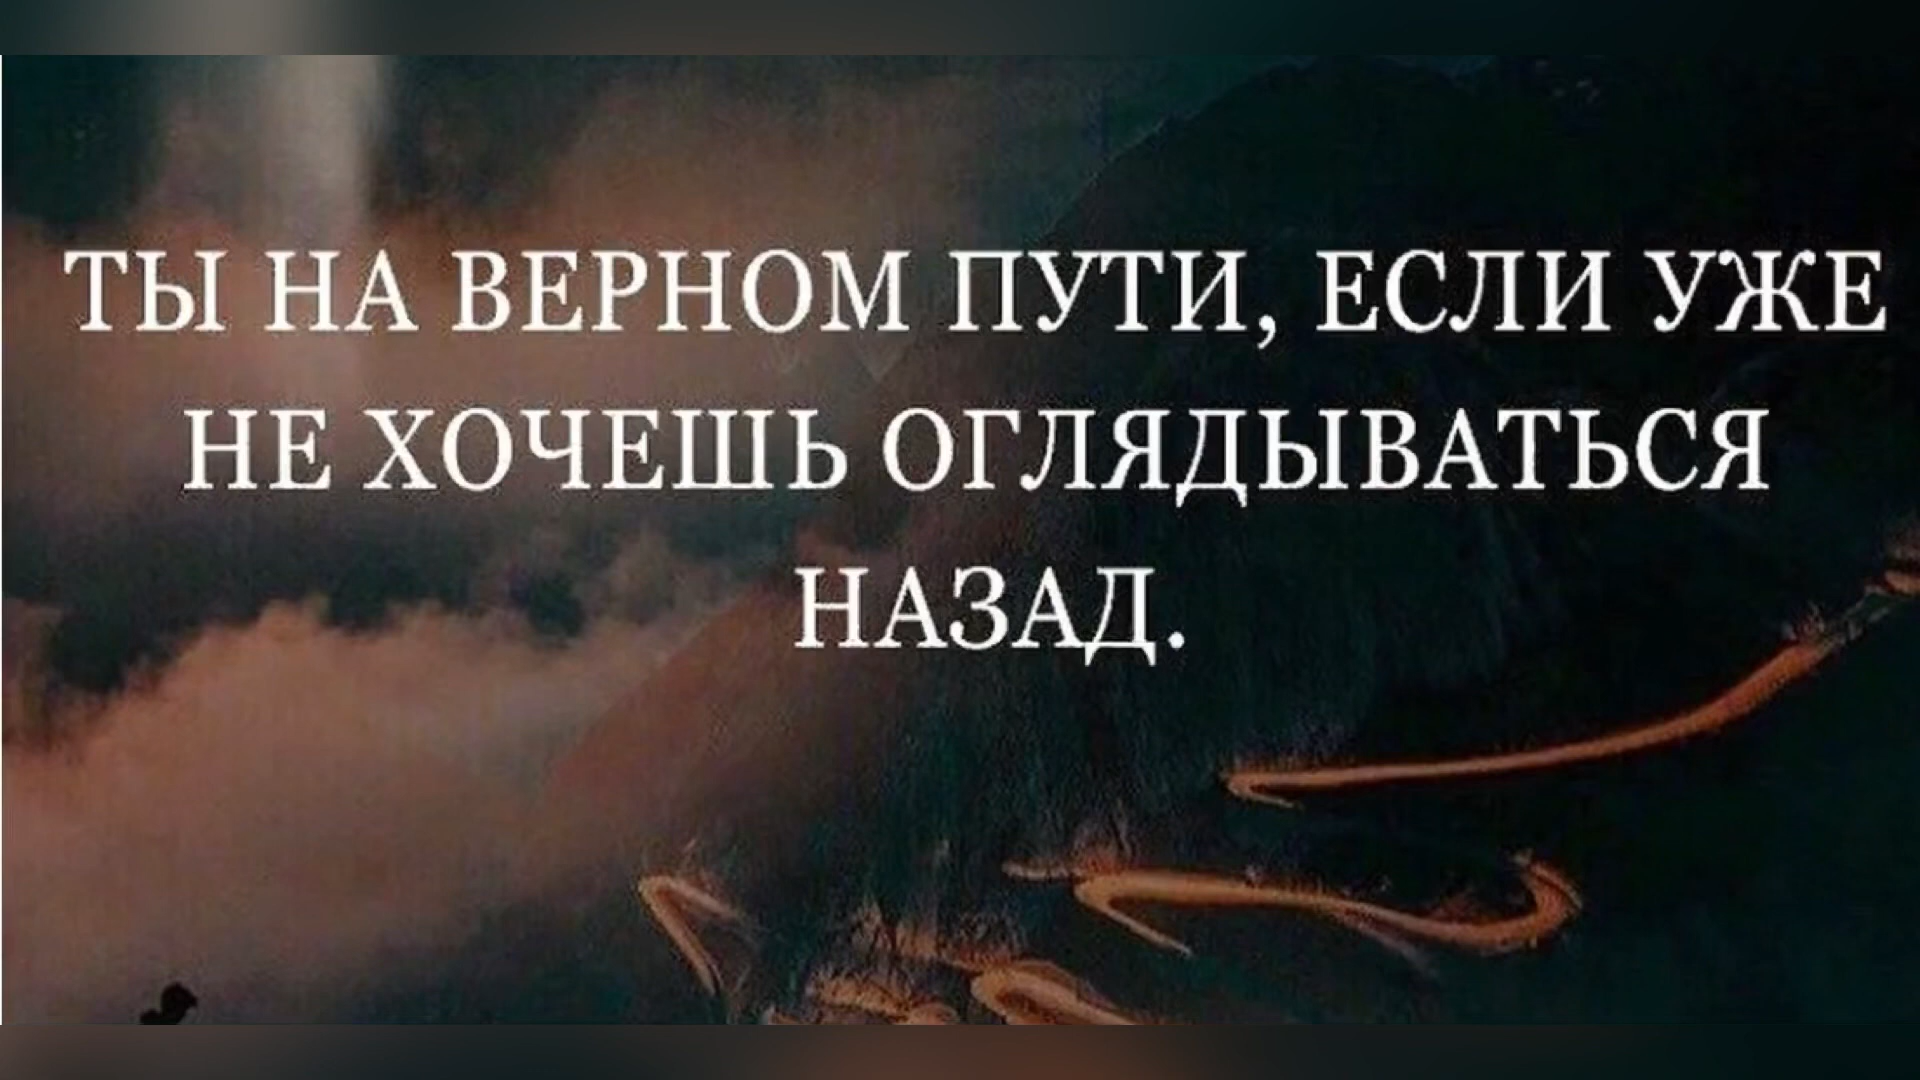 ТЫ НА ВЕРНОМ ПУТИ, ЕСЛИ УЖЕ
НЕ ХОЧЕШЬ ОГЛЯДЫВАТЬСЯ
НАЗАД.